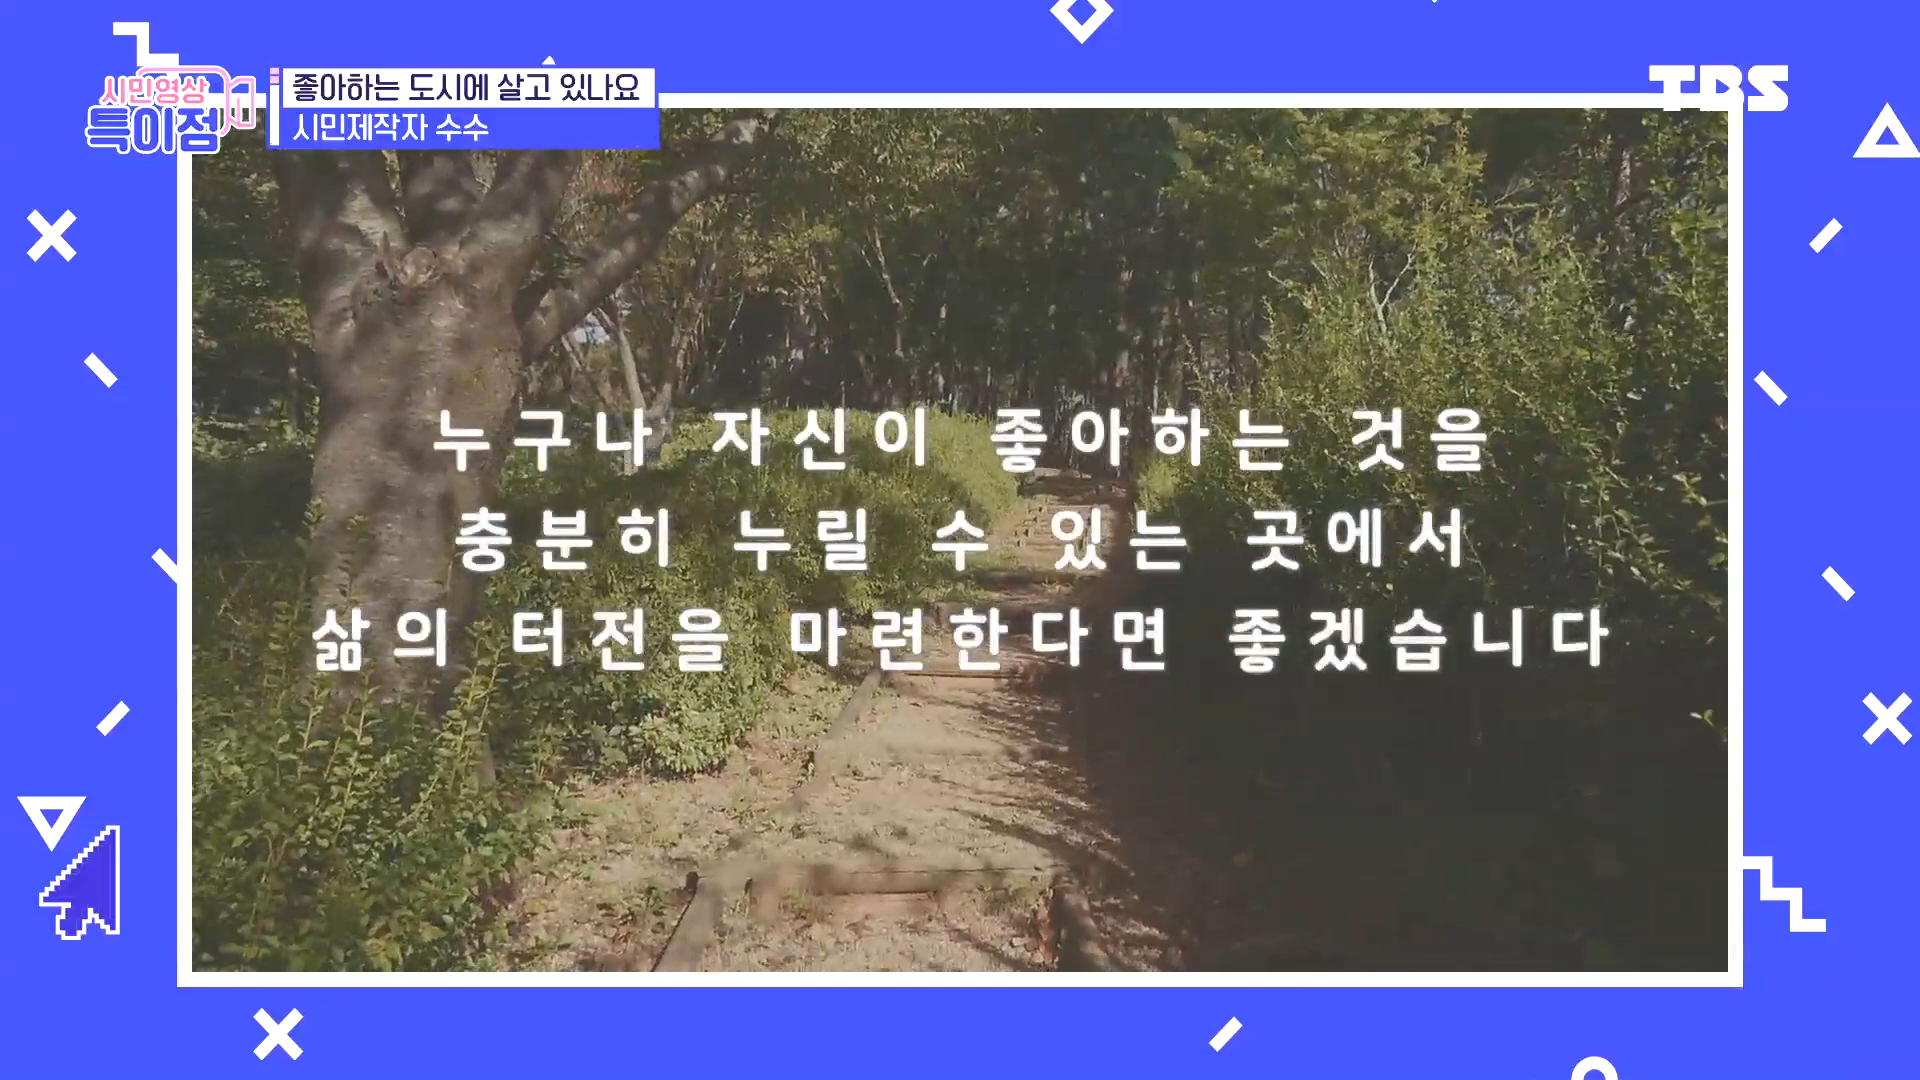 시민영상
특이점
좋아하는 도시에 살고 있나요
시민제작자 수수
TBS
누구나 자신이 좋아하는 것을
충분히 누릴 수 있는 곳에서
삶의 터전을 마련한다면 좋겠습니다